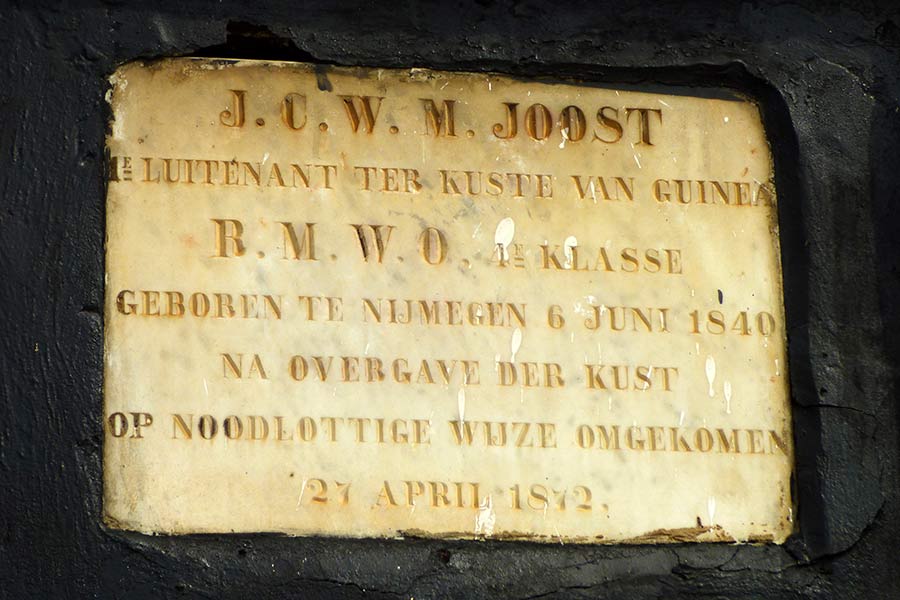 J. C. W. M. JOOST
1E LUITENANT TER KUSTE VAN GUINEA
R. M. W. O. 4E KLASSE
GEBOREN TE NIJMEGEN 6 JUNI 1840
NA OVERGAVE DER KUST
OP NOODLOTTIGE WIJZE OMGEKOMEN
27 APRIL 1872.